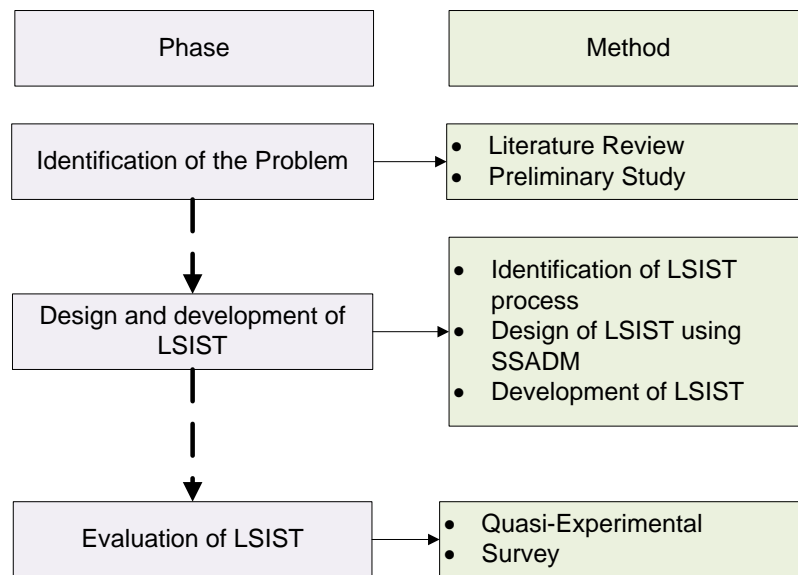 Phase
Method
Identification of the Problem
• Literature Review
• Preliminary Study
Design and development of
LSIST
• Identification of LSIST
process
• Design of LSIST using
SSADM
• Development of LSIST
Evaluation of LSIST
• Quasi-Experimental
• Survey